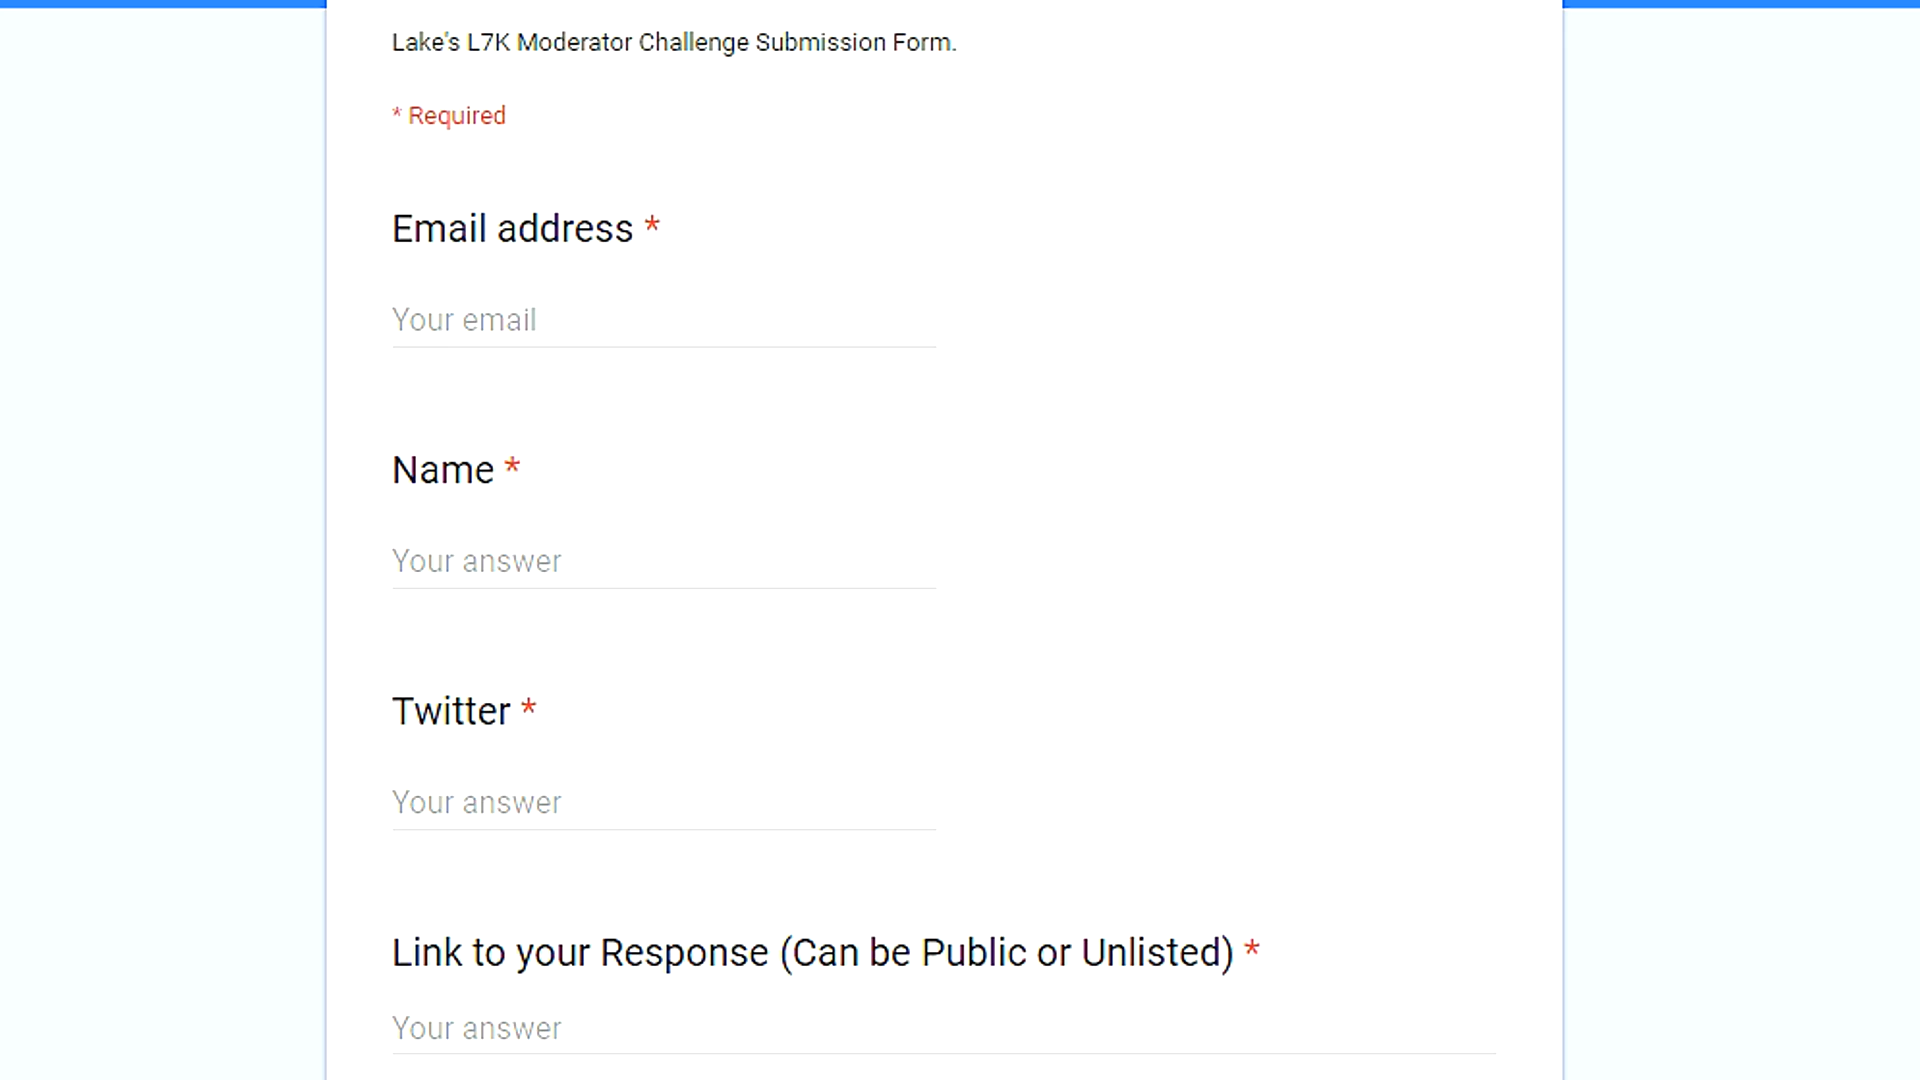 Lake's L7K Moderator Challenge Submission Form.
* Required
Email address *
Your email
Name *
Your answer
Twitter *
Your answer
Link to your Response (Can be Public or Unlisted) *
Your answer